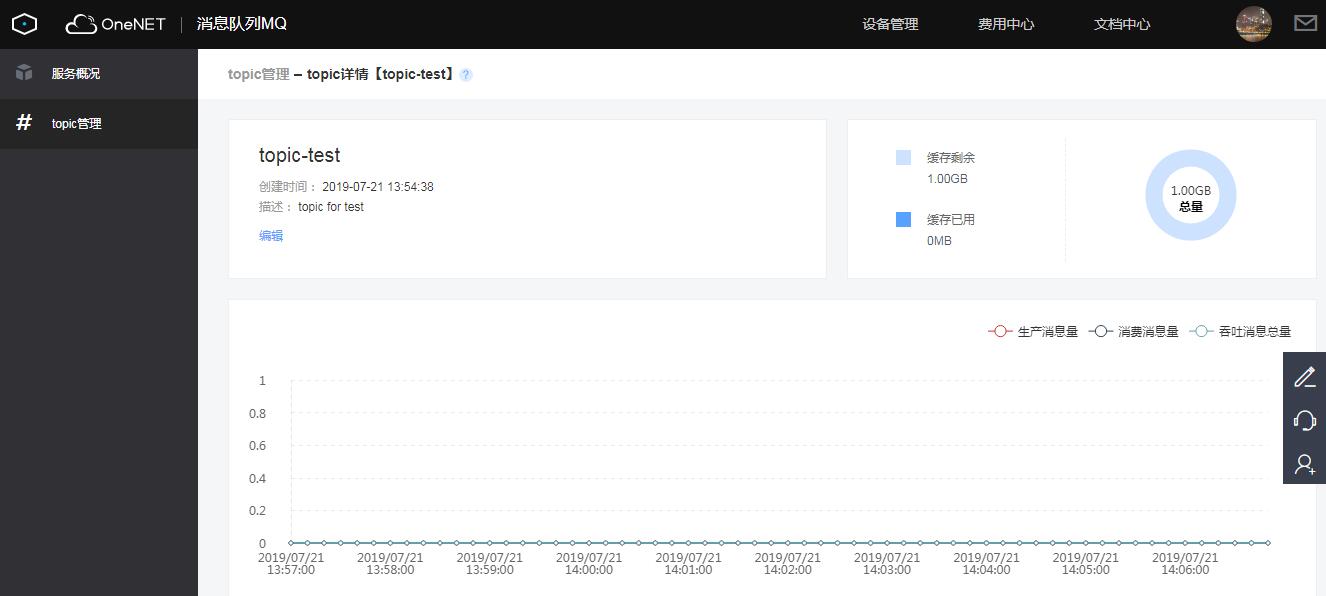 OneNET 消息队列MQ 设备管理 费用中心 文档中心
服务概况
topic管理
topic管理 – topic详情【topic-test】 ?
topic-test
创建时间： 2019-07-21 13:54:38
描述： topic for test
编辑
缓存剩余
1.00GB
缓存已用
0MB
1.00GB
总量
生产消息量 消费消息量 吞吐消息总量
1
0.8
0.6
0.4
0.2
0
2019/07/21 2019/07/21 2019/07/21 2019/07/21 2019/07/21 2019/07/21 2019/07/21 2019/07/21 2019/07/21 2019/07/21
13:57:00 13:58:00 13:59:00 14:00:00 14:01:00 14:02:00 14:03:00 14:04:00 14:05:00 14:06:00